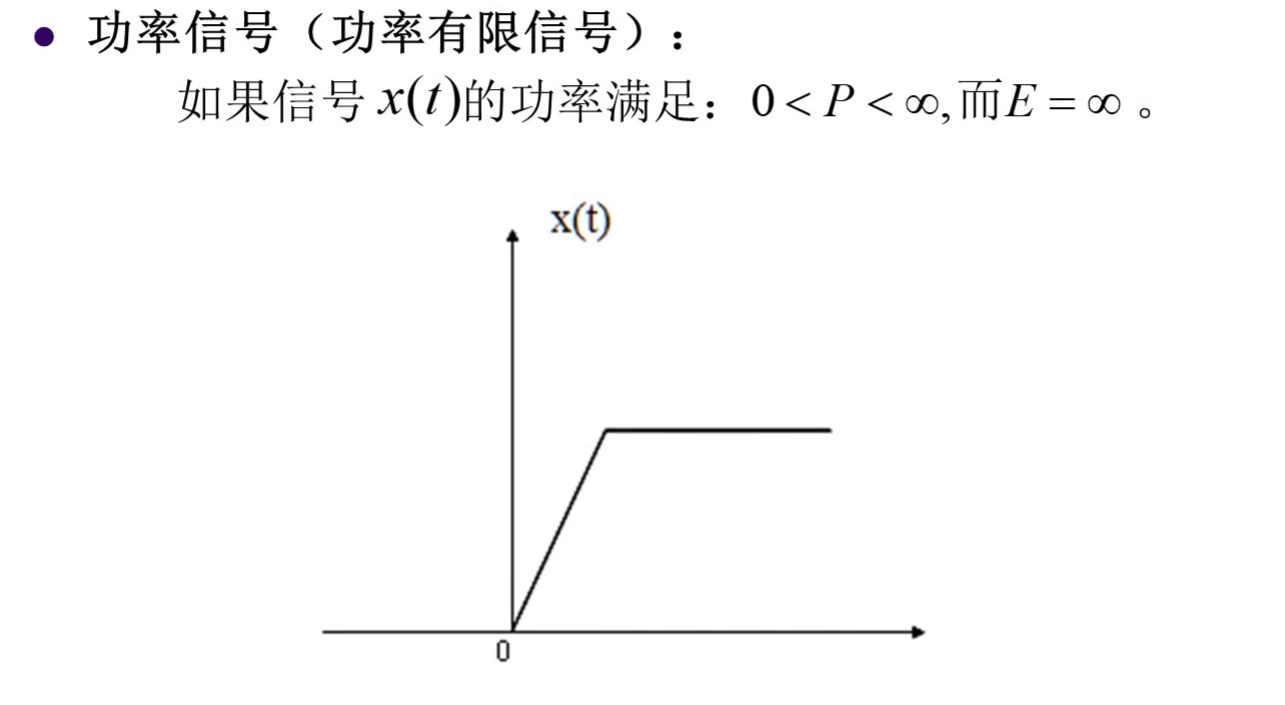 ● 功率信号（功率有限信号）：
如果信号 x(t)的功率满足：0 < P < ∞,而E = ∞ 。
x(t)
0